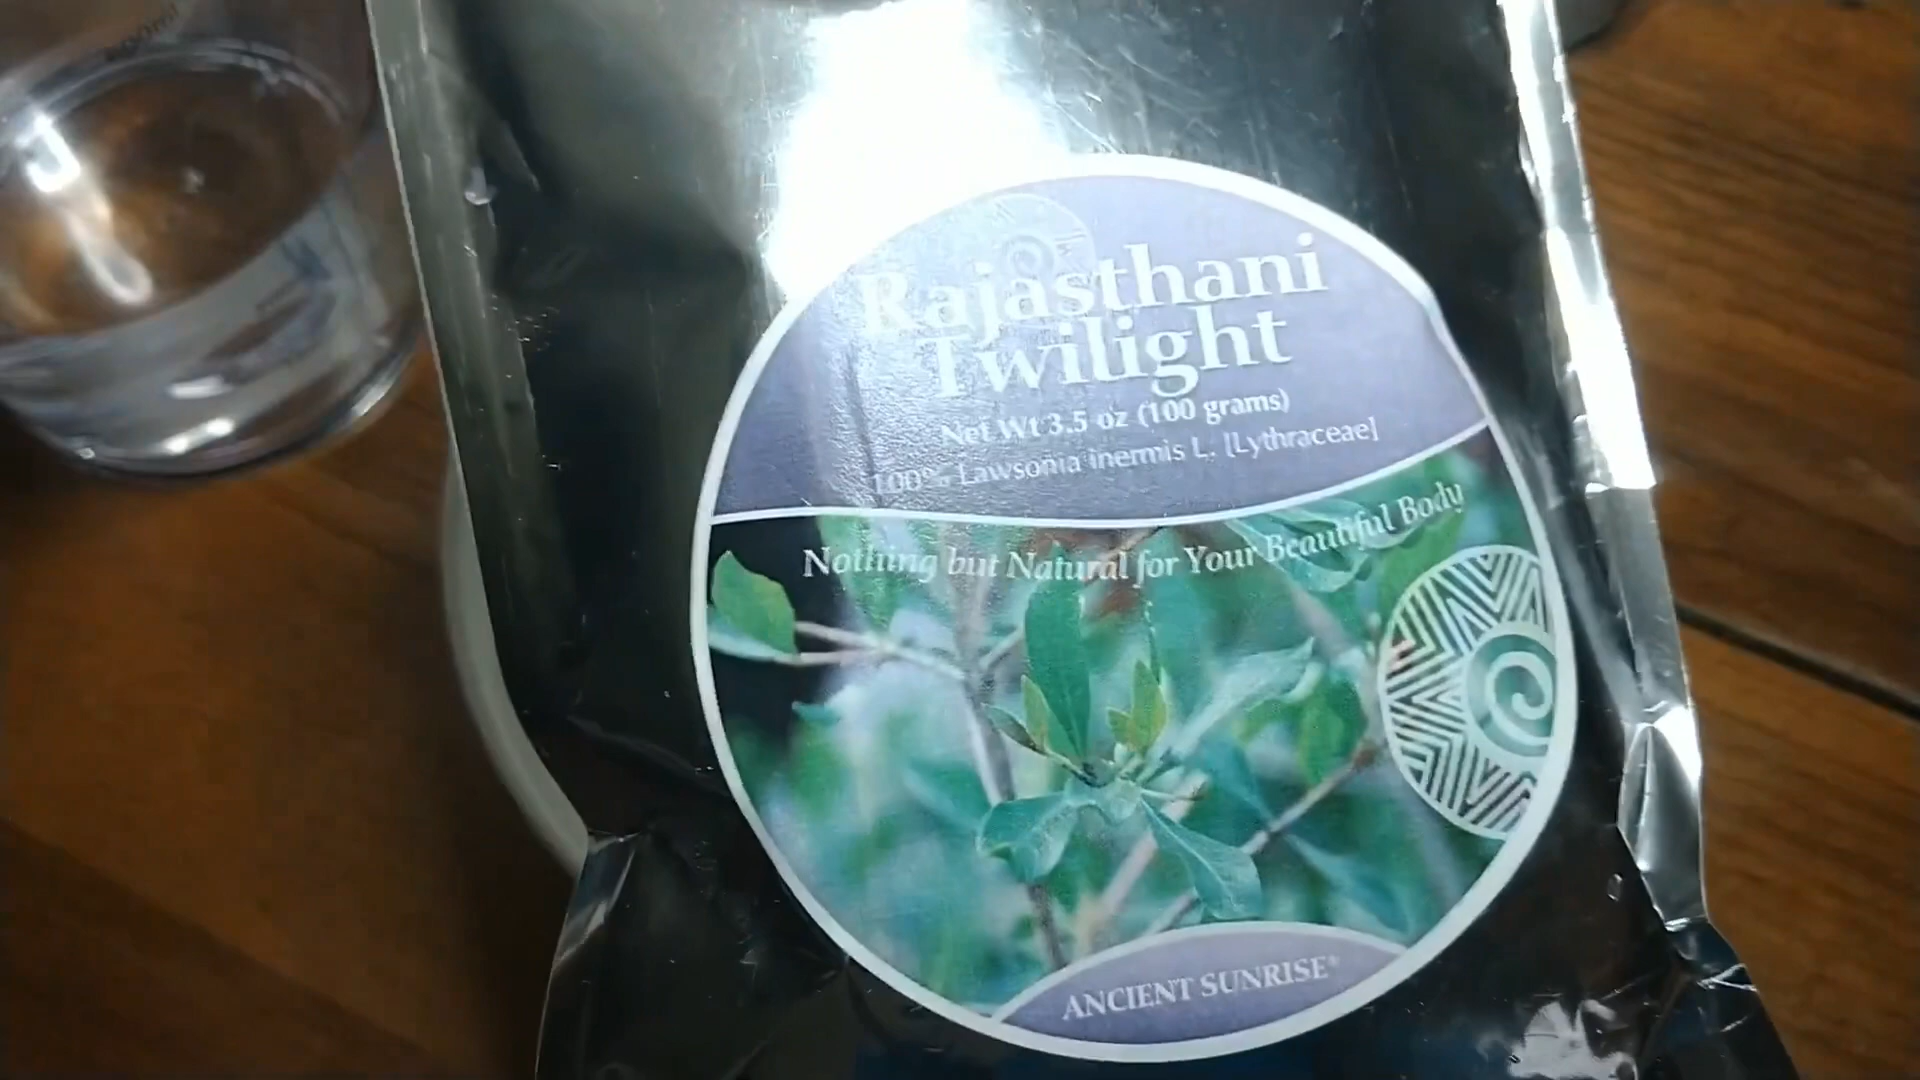 Rajasthani
Twilight
Net Wt 3.5 oz (100 grams)
100% Lawsonia inermis L. [Lythraceae]
Nothing but Natural for Your Beautiful Body
ANCIENT SUNRISE®